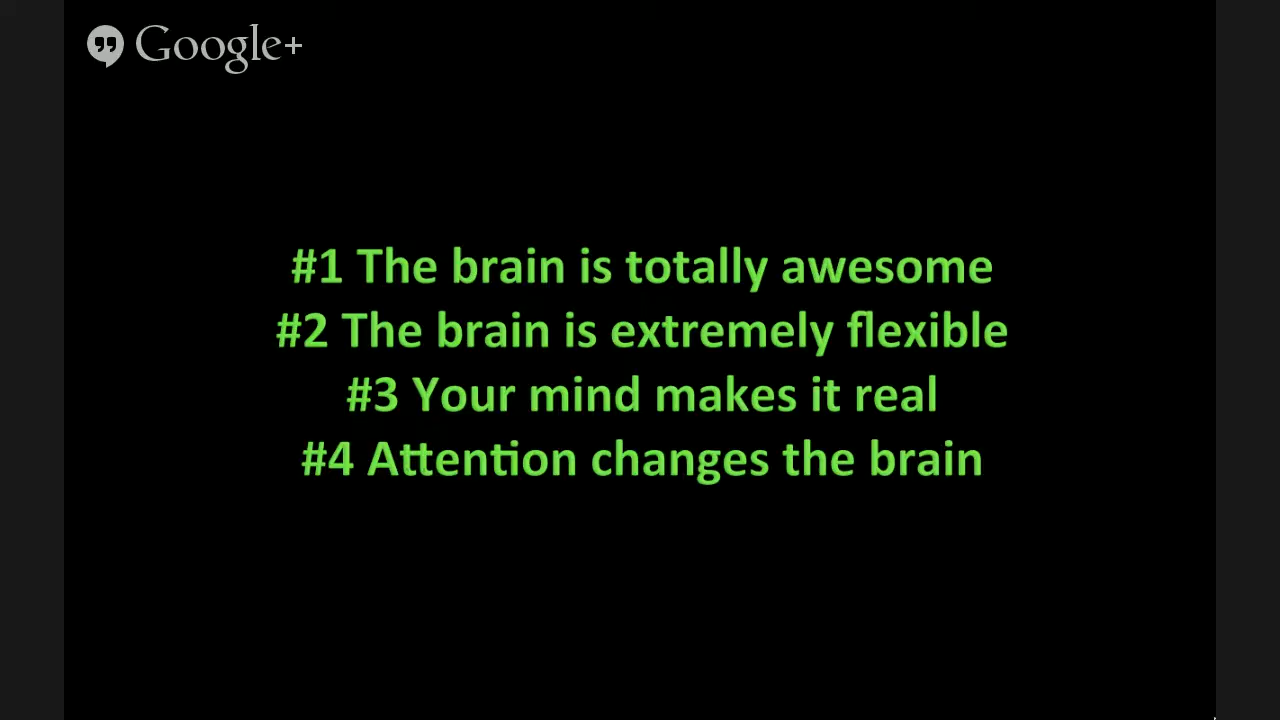 Google+
#1 The brain is totally awesome
#2 The brain is extremely flexible
#3 Your mind makes it real
#4 Attention changes the brain